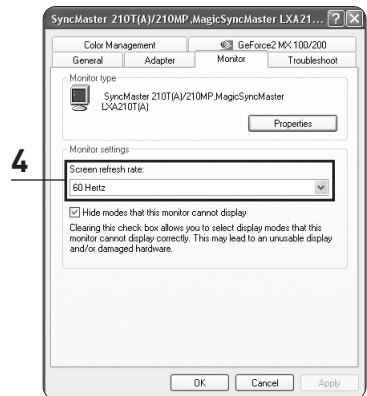 SyncMaster 210T(A)/210MP,MagicSyncMaster LXA21...
Color Management
GeForce2 MX 100/200
General
Adapter
Monitor
Troubleshoot
Monitor type
SyncMaster 210T(A)/210MP,MagicSyncMaster
LXA210T(A)
Properties
Monitor settings
4
Screen refresh rate:
60 Hertz
Hide modes that this monitor cannot display
Clearing this check box allows you to select display modes that this
monitor cannot display correctly. This may lead to an unusable display
and/or damaged hardware.
OK
Cancel
Apply